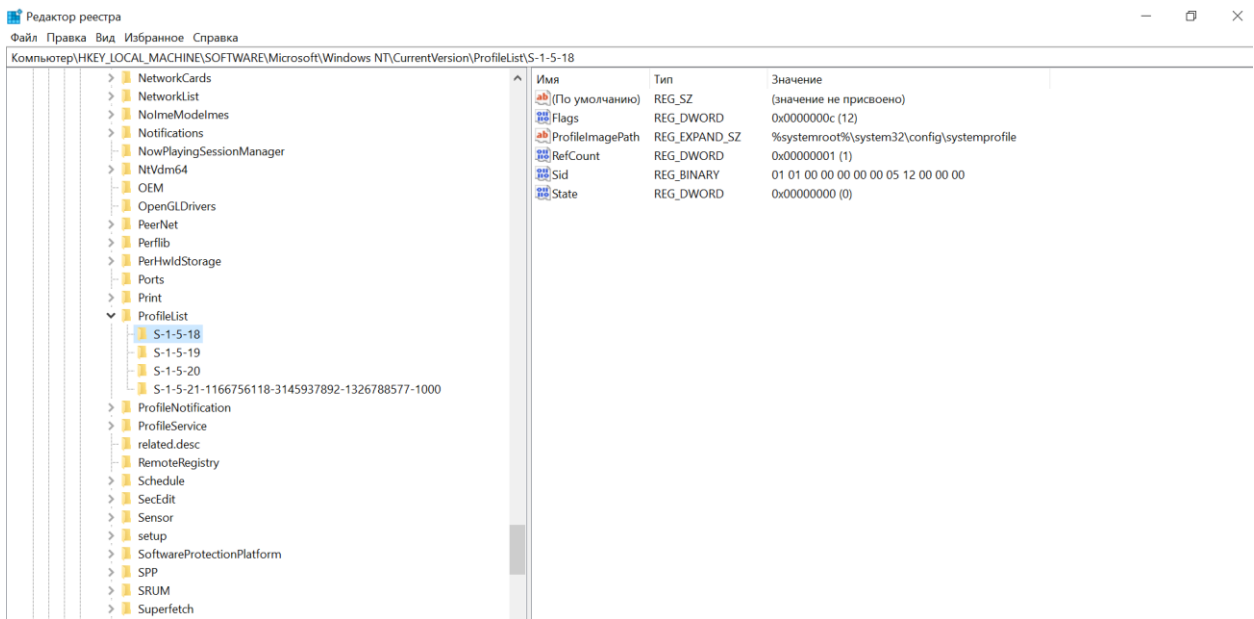 Редактор реестра
Файл Правка Вид Избранное Справка
Компьютер\HKEY_LOCAL_MACHINE\SOFTWARE\Microsoft\Windows NT\CurrentVersion\ProfileList\S-1-5-18
NetworkCards
NetworkList
NoImeModeImes
Notifications
NowPlayingSessionManager
NtVdm64
OEM
OpenGLDrivers
PeerNet
Perflib
PerHwIdStorage
Ports
Print
ProfileList
S-1-5-18
S-1-5-19
S-1-5-20
S-1-5-21-1166756118-3145937892-1326788577-1000
ProfileNotification
ProfileService
related.desc
RemoteRegistry
Schedule
SecEdit
Sensor
setup
SoftwareProtectionPlatform
SPP
SRUM
Superfetch
Имя Тип Значение
(По умолчанию) REG_SZ (значение не присвоено)
Flags REG_DWORD 0x0000000c (12)
ProfileImagePath REG_EXPAND_SZ %systemroot%\system32\config\systemprofile
RefCount REG_DWORD 0x00000001 (1)
Sid REG_BINARY 01 01 00 00 00 00 00 05 12 00 00 00
State REG_DWORD 0x00000000 (0)